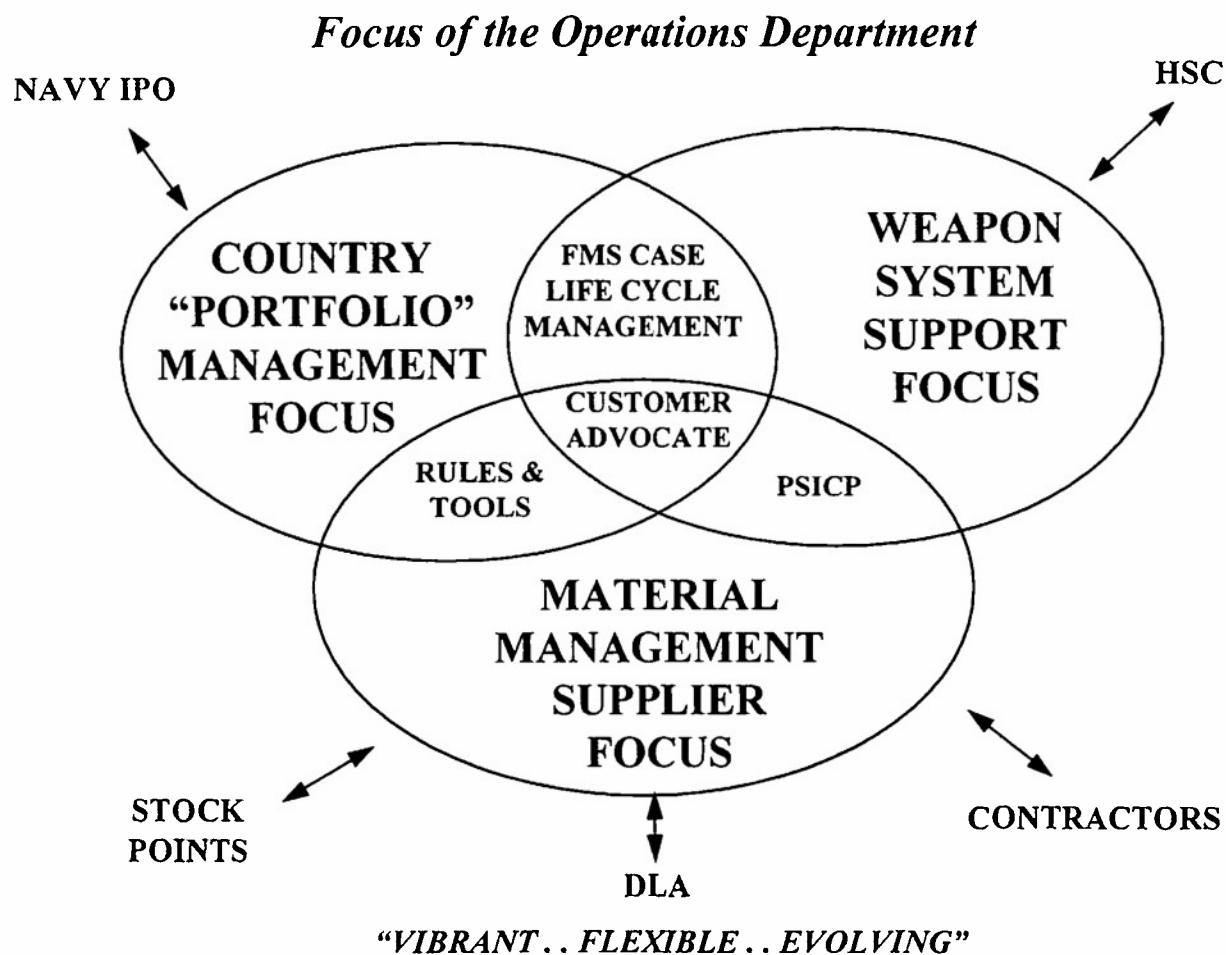 Focus of the Operations Department
NAVY IPO
HSC
COUNTRY
“PORTFOLIO”
MANAGEMENT
FOCUS
FMS CASE
LIFE CYCLE
MANAGEMENT
WEAPON
SYSTEM
SUPPORT
FOCUS
CUSTOMER
ADVOCATE
RULES &
TOOLS
PSICP
MATERIAL
MANAGEMENT
SUPPLIER
FOCUS
STOCK
POINTS
CONTRACTORS
DLA
“VIBRANT . . FLEXIBLE . . EVOLVING”